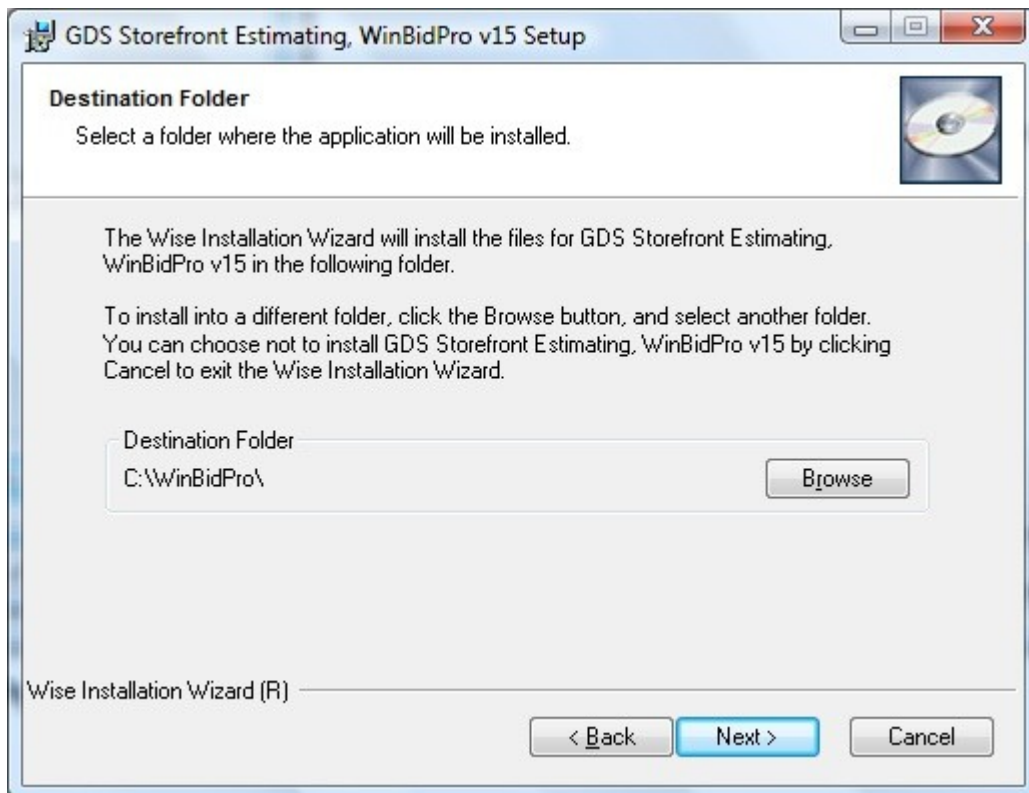 GDS Storefront Estimating, WinBidPro v15 Setup
Destination Folder
Select a folder where the application will be installed.
The Wise Installation Wizard will install the files for GDS Storefront Estimating,
WinBidPro v15 in the following folder.
To install into a different folder, click the Browse button, and select another folder.
You can choose not to install GDS Storefront Estimating, WinBidPro v15 by clicking
Cancel to exit the Wise Installation Wizard.
Destination Folder
C:\WinBidPro\
Browse
Wise Installation Wizard (R)
< Back
Next >
Cancel